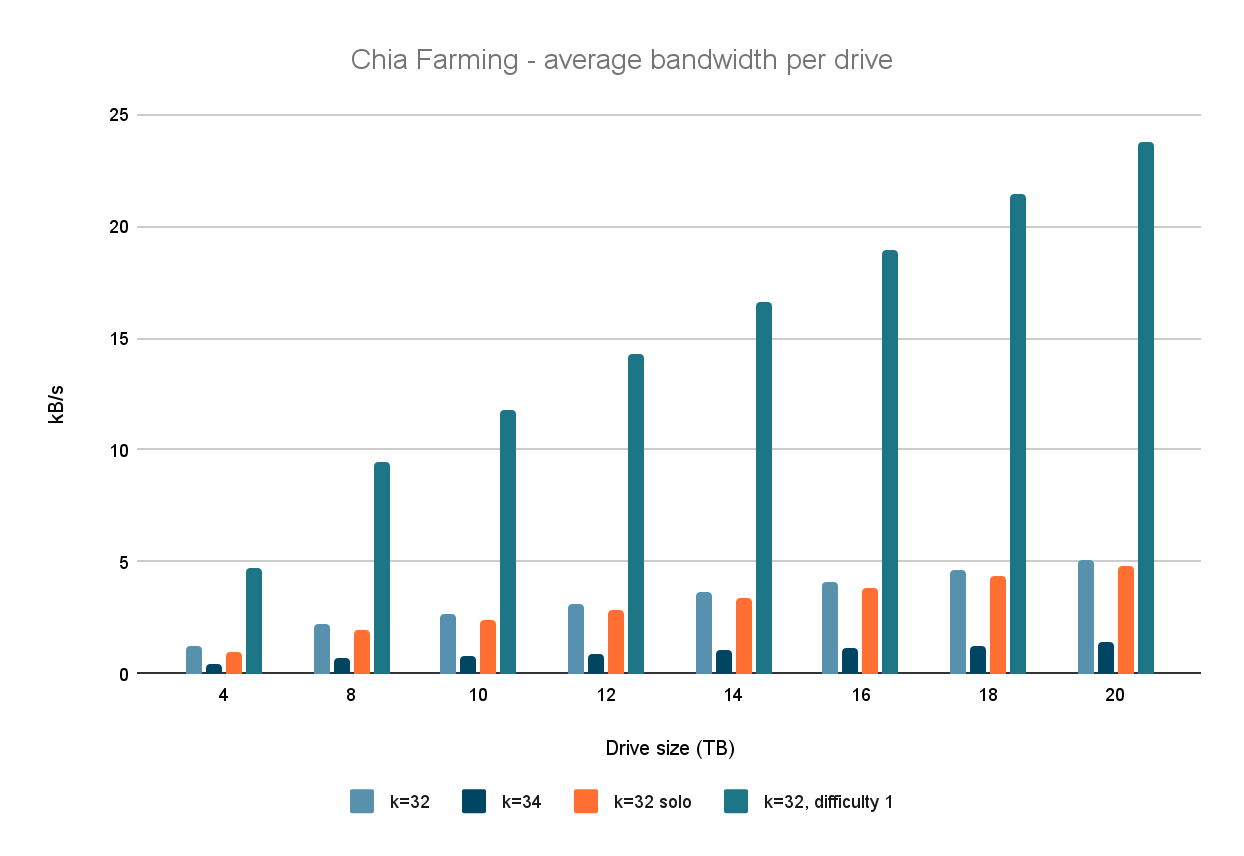 Chia Farming - average bandwidth per drive
25
20
15
10
5
0
kB/s
4 8 10 12 14 16 18 20
Drive size (TB)
k=32 k=34 k=32 solo k=32, difficulty 1